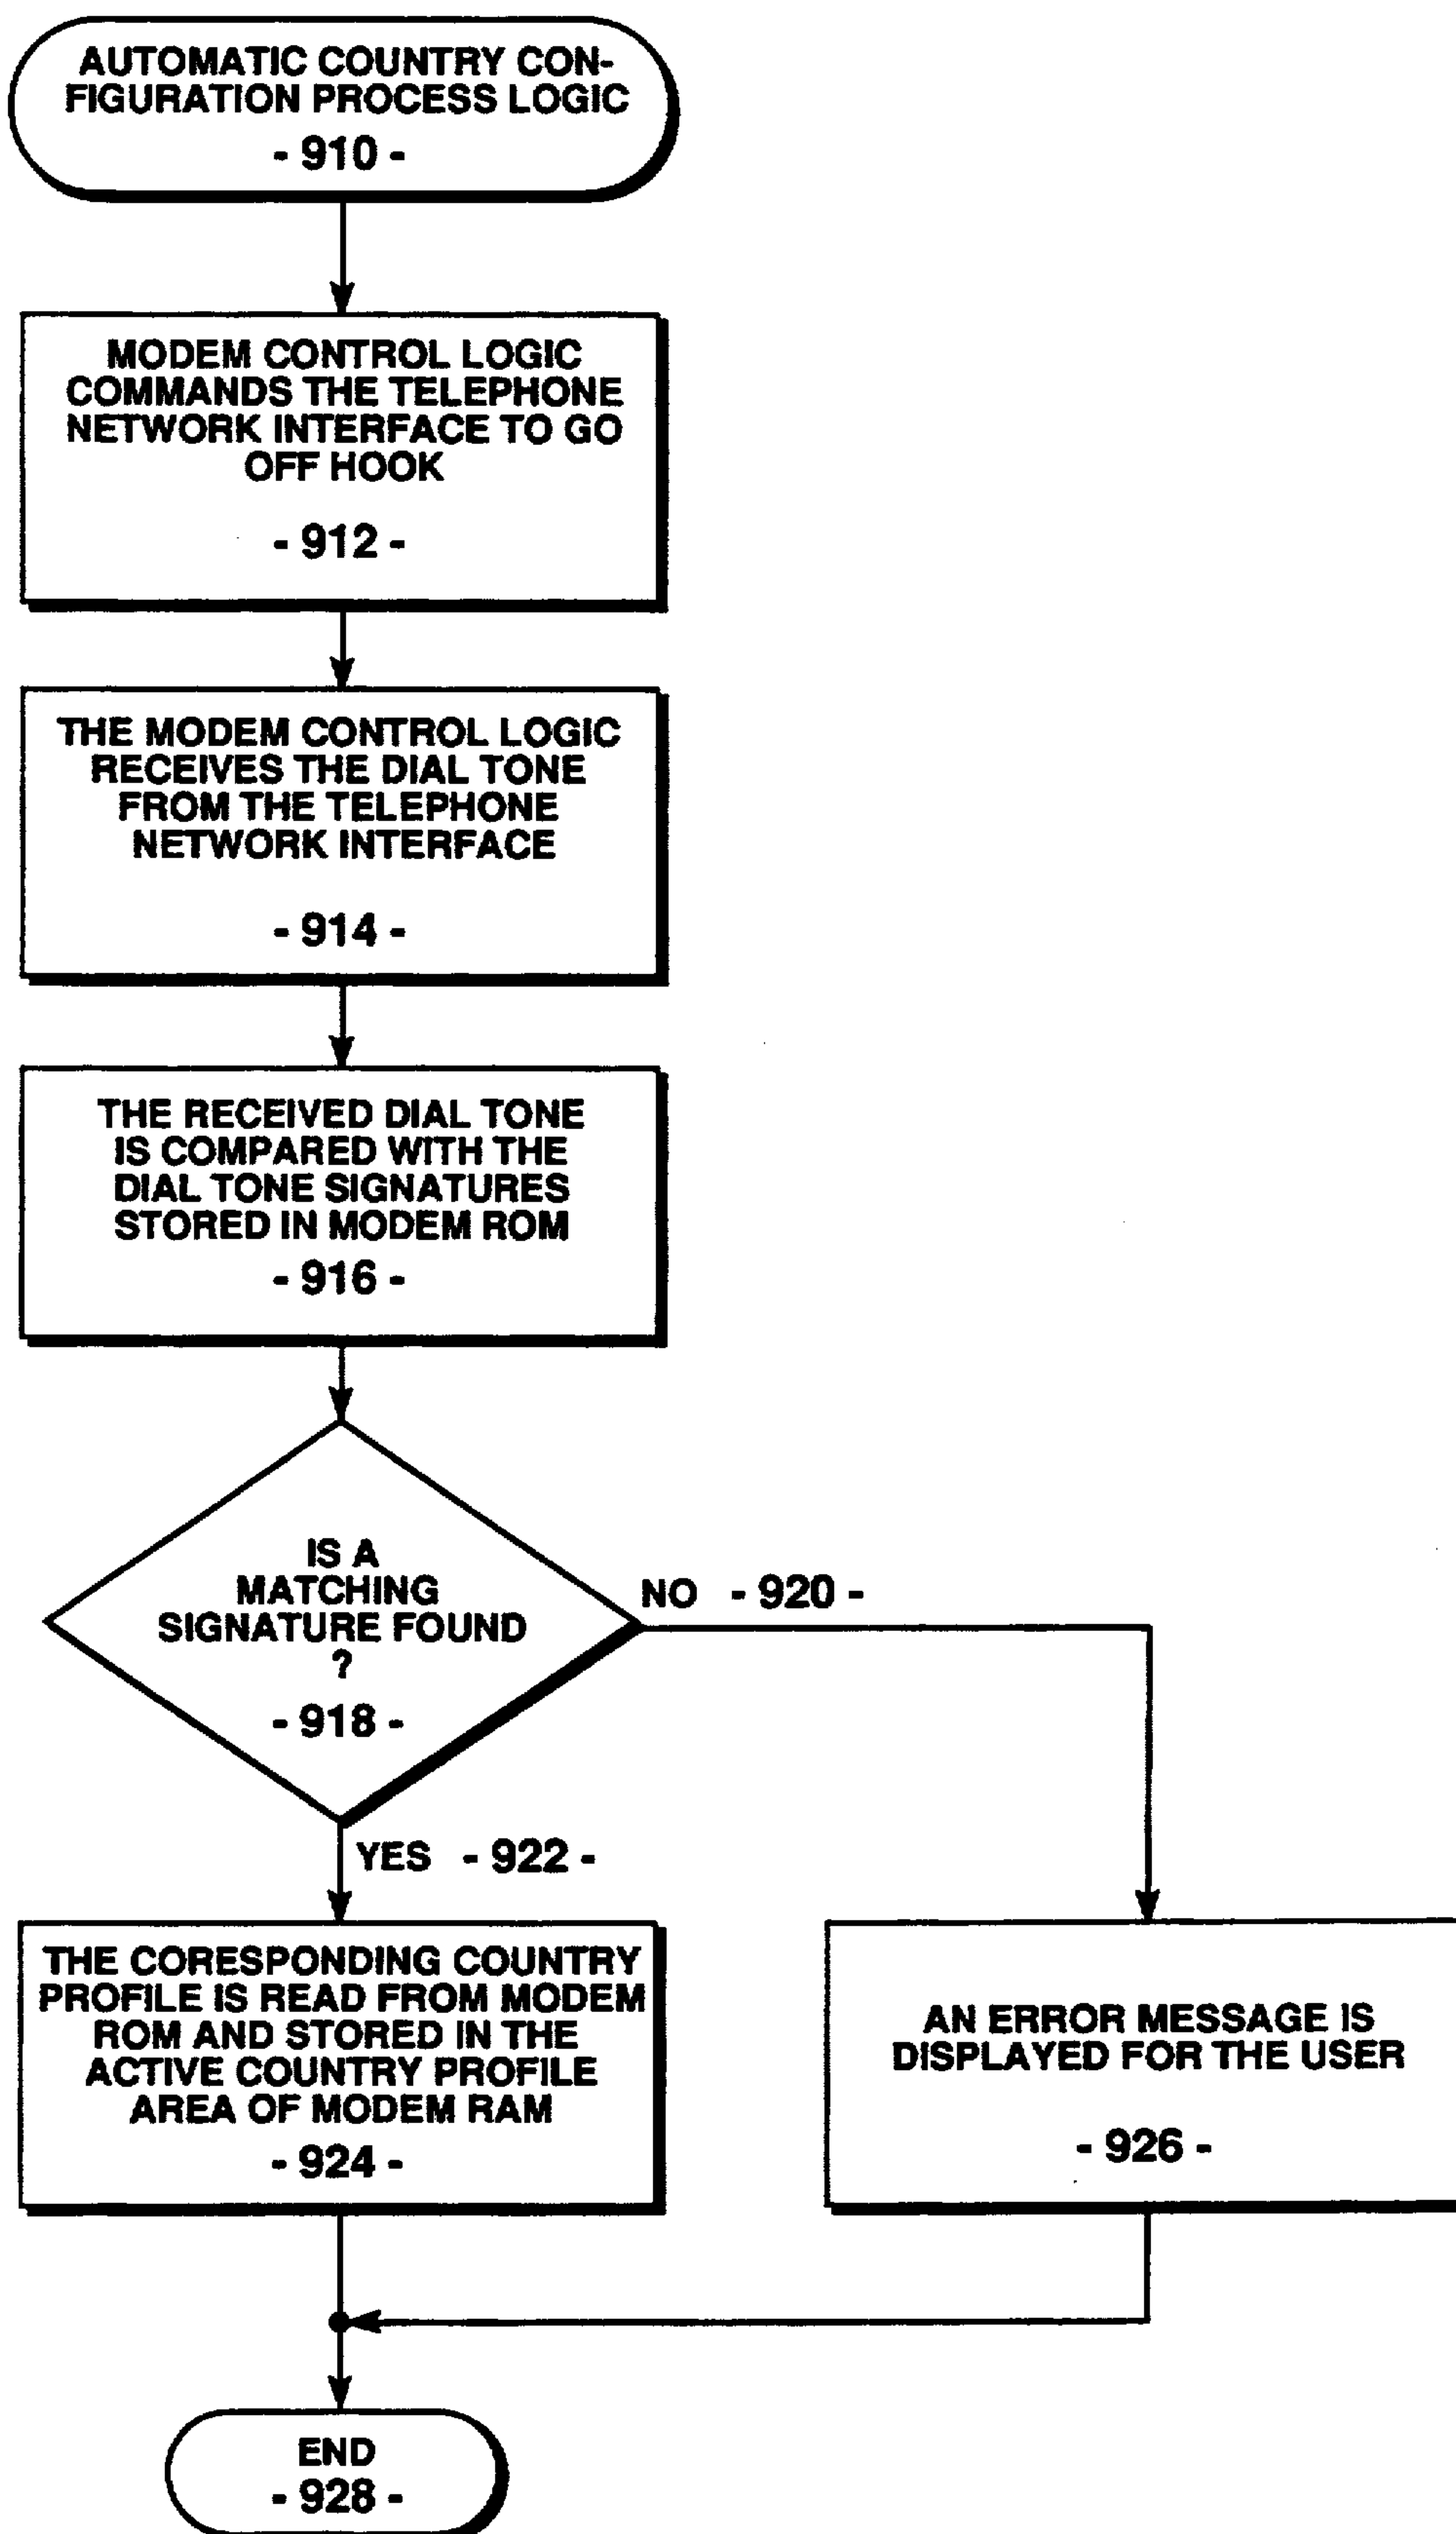 AUTOMATIC COUNTRY CON-
FIGURATION PROCESS LOGIC
- 910 -
MODEM CONTROL LOGIC
COMMANDS THE TELEPHONE
NETWORK INTERFACE TO GO
OFF HOOK
- 912 -
THE MODEM CONTROL LOGIC
RECEIVES THE DIAL TONE
FROM THE TELEPHONE
NETWORK INTERFACE
- 914 -
THE RECEIVED DIAL TONE
IS COMPARED WITH THE
DIAL TONE SIGNATURES
STORED IN MODEM ROM
- 916 -
IS A
MATCHING
SIGNATURE FOUND
?
- 918 -
NO - 920 -
YES - 922 -
THE CORESPONDING COUNTRY
PROFILE IS READ FROM MODEM
ROM AND STORED IN THE
ACTIVE COUNTRY PROFILE
AREA OF MODEM RAM
- 924 -
AN ERROR MESSAGE IS
DISPLAYED FOR THE USER
- 926 -
END
- 928 -